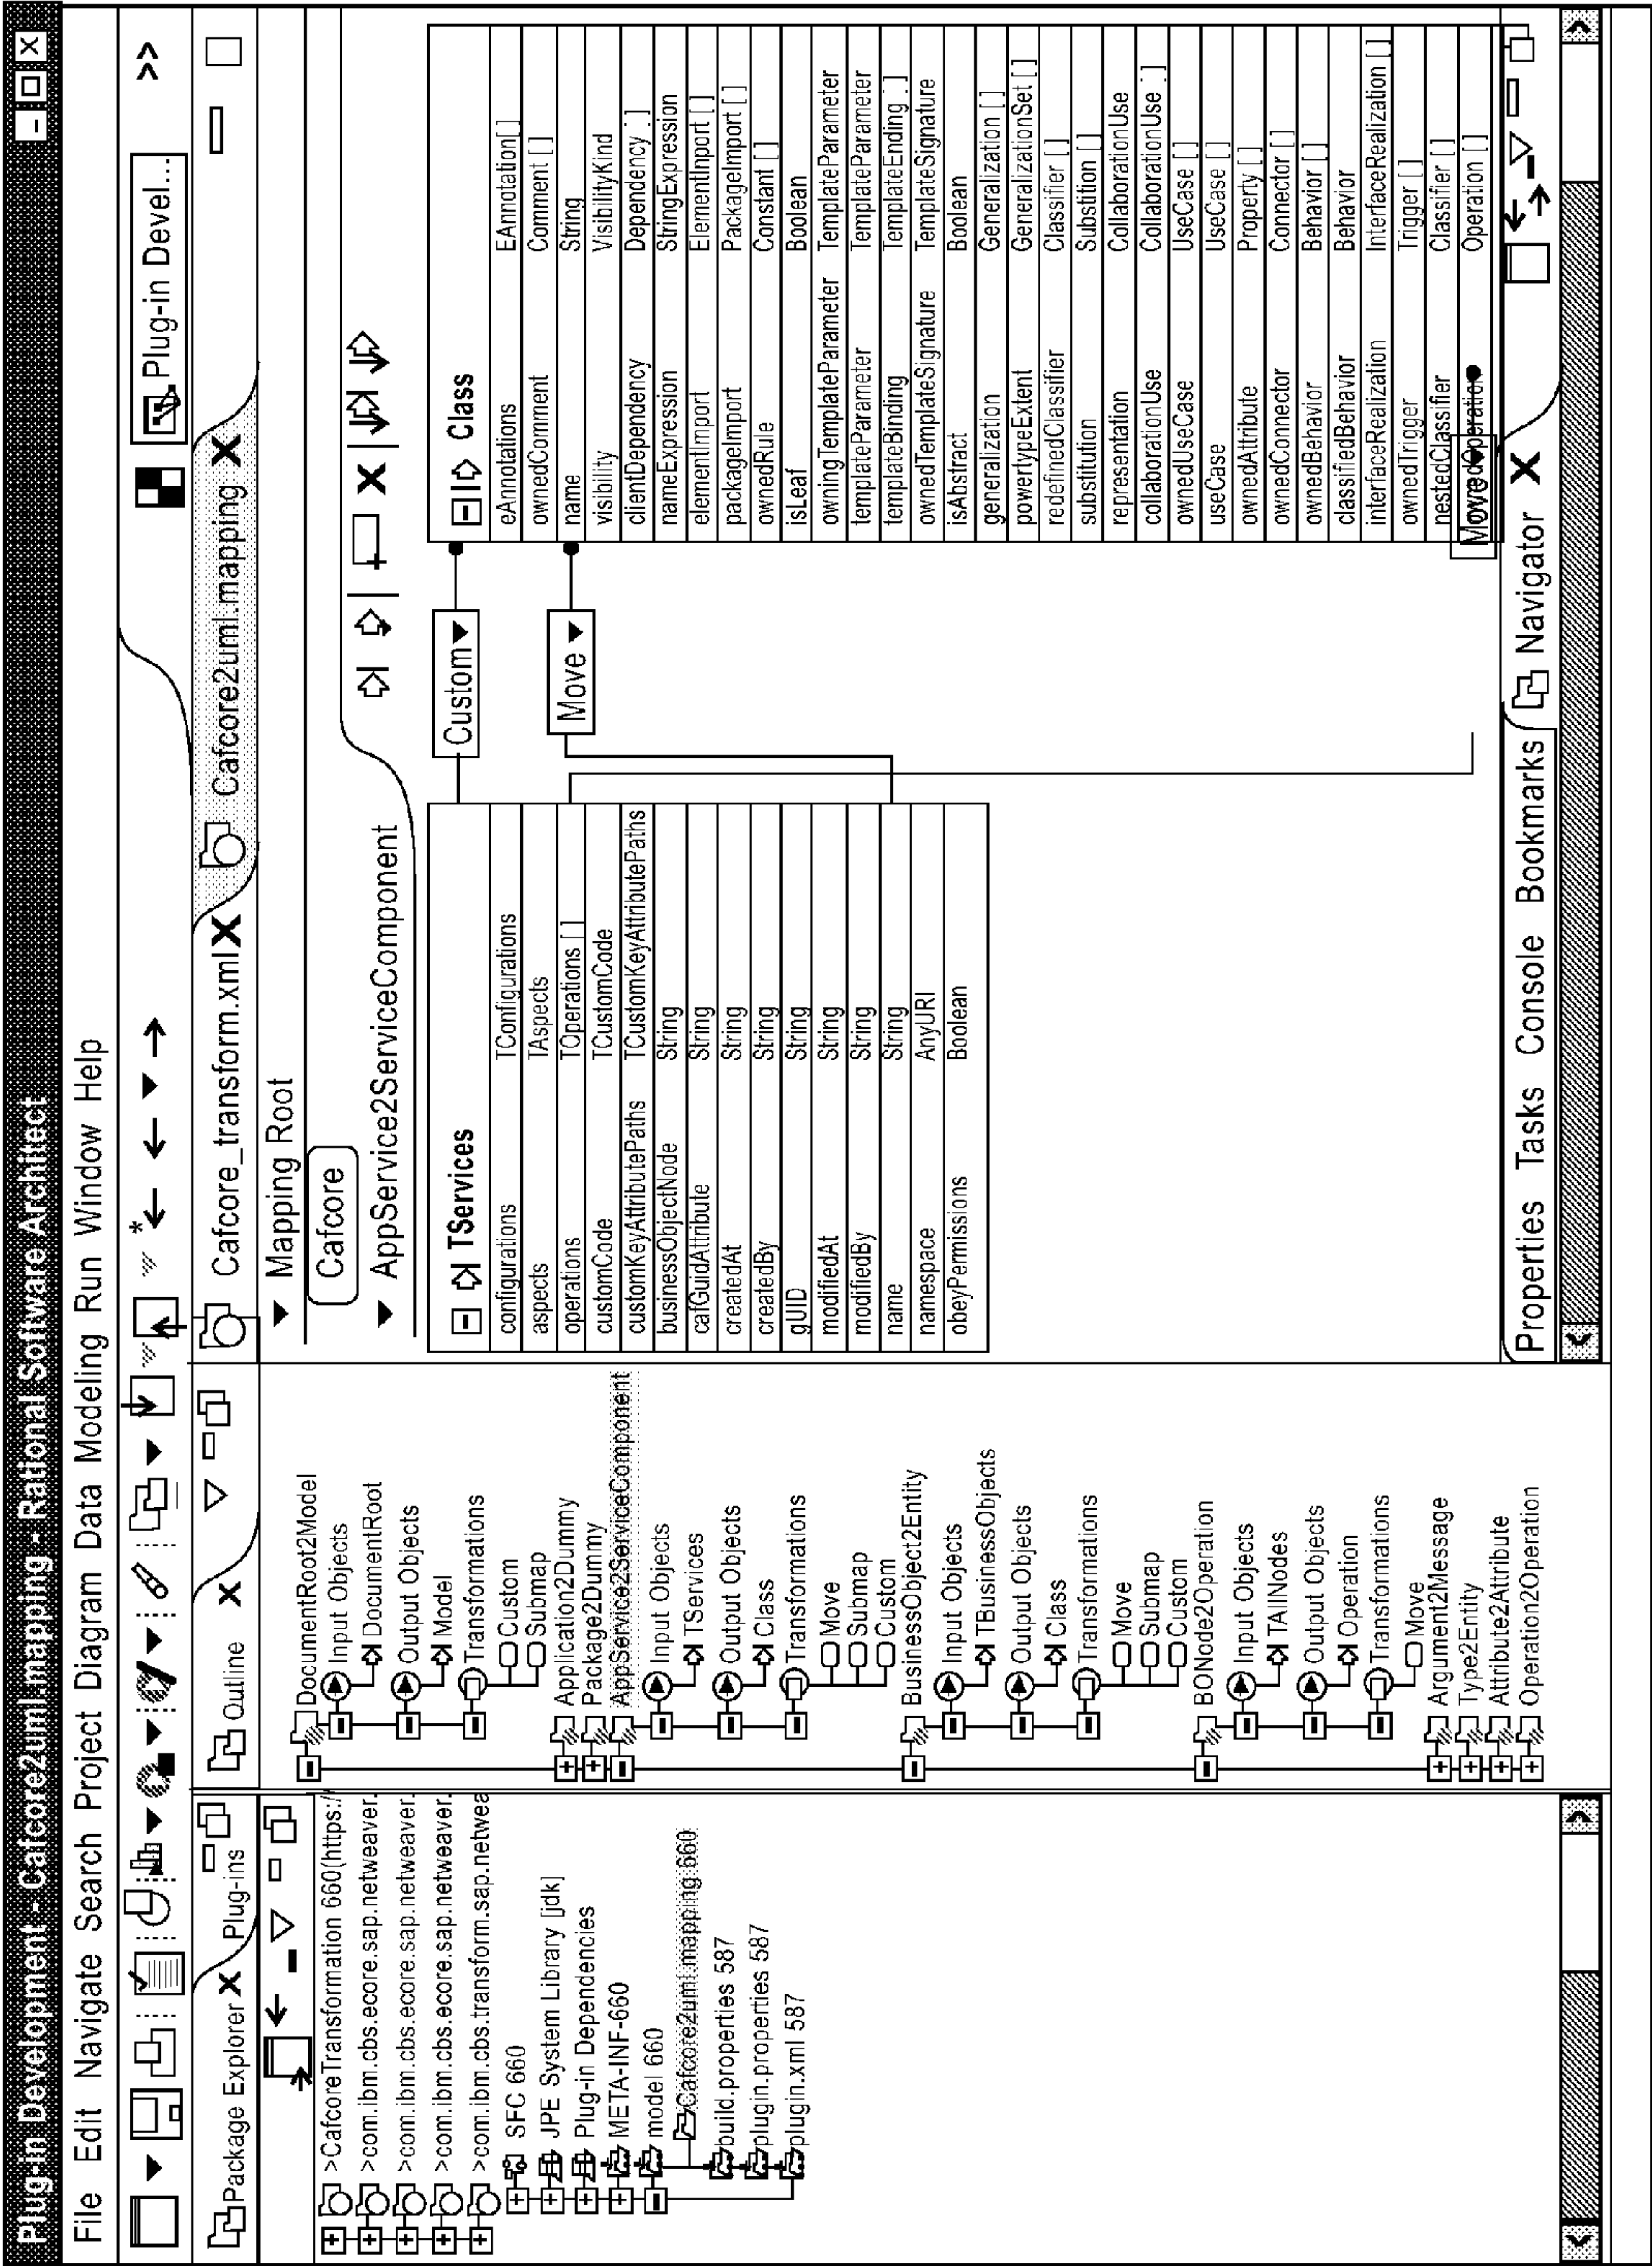 Plug-in Development - Cafcore2uml.mapping - Rational Software Architect
File Edit Navigate Search Project Diagram Data Modeling Run Window Help
Plug-in Devel...
>>
Package Explorer X Plug-ins
>CafcoreTransformation 660(https:/
>com.ibm.cbs.ecore.sap.netweaver.
>com.ibm.cbs.ecore.sap.netweaver.
>com.ibm.cbs.ecore.sap.netweaver.
>com.ibm.cbs.transform.sap.netwea
SFC 660
JPE System Library [jdk]
Plug-in Dependencies
META-INF-660
model 660
Cafcore2uml.mapping 660
build.properties 587
plugin.properties 587
plugin.xml 587
Outline X
DocumentRoot2Model
Input Objects
DocumentRoot
Output Objects
Model
Transformations
Custom
Submap
Application2Dummy
Package2Dummy
AppService2ServiceComponent
Input Objects
TServices
Output Objects
Class
Transformations
Move
Submap
Custom
BusinessObject2Entity
Input Objects
TBusinessObjects
Output Objects
Class
Transformations
Move
Submap
Custom
BONode2Operation
Input Objects
TAllNodes
Output Objects
Operation
Transformations
Move
Argument2Message
Type2Entity
Attribute2Attribute
Operation2Operation
Cafcore_transform.xml X Cafcore2uml.mapping X
Mapping Root
Cafcore
AppService2ServiceComponent
TServices
configurations TConfigurations
aspects TAspects
operations TOperations [ ]
customCode TCustomCode
customKeyAttributePaths TCustomKeyAttributePaths
businessObjectNode String
cafGuidAttribute String
createdAt String
createdBy String
gUID String
modifiedAt String
modifiedBy String
name String
namespace AnyURI
obeyPermissions Boolean
Custom
Move
Class
eAnnotations EAnnotation[ ]
ownedComment Comment [ ]
name String
visibility VisibilityKind
clientDependency Dependency [ ]
nameExpression StringExpression
elementImport ElementInport [ ]
packageImport PackageImport [ ]
ownedRule Constant [ ]
isLeaf Boolean
owningTemplateParameter TemplateParameter
templateParameter TemplateParameter
templateBinding TemplateEnding [ ]
ownedTemplateSignature TemplateSignature
isAbstract Boolean
generalization Generalization [ ]
powertypeExtent GeneralizationSet [ ]
redefinedClassifier Classifier [ ]
substitution Substition [ ]
representation CollaborationUse
collaborationUse CollaborationUse [ ]
ownedUseCase UseCase [ ]
useCase UseCase [ ]
ownedAttribute Property [ ]
ownedConnector Connector [ ]
ownedBehavior Behavior [ ]
classifiedBehavior Behavior
interfaceRealization InterfaceRealization [ ]
ownedTrigger Trigger [ ]
nestedClassifier Classifier [ ]
ownedOperation Operation [ ]
Move
Properties Tasks Console Bookmarks Navigator X